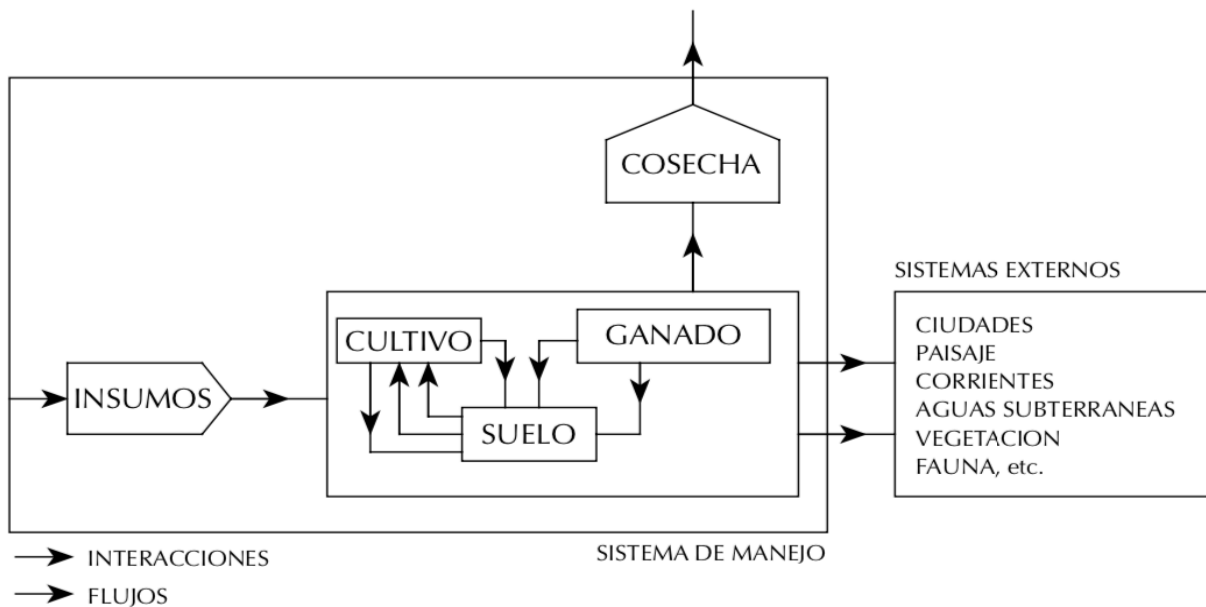 COSECHA
SISTEMAS EXTERNOS
CIUDADES
PAISAJE
CORRIENTES
AGUAS SUBTERRANEAS
VEGETACION
FAUNA, etc.
CULTIVO
GANADO
INSUMOS
SUELO
SISTEMA DE MANEJO
INTERACCIONES
FLUJOS